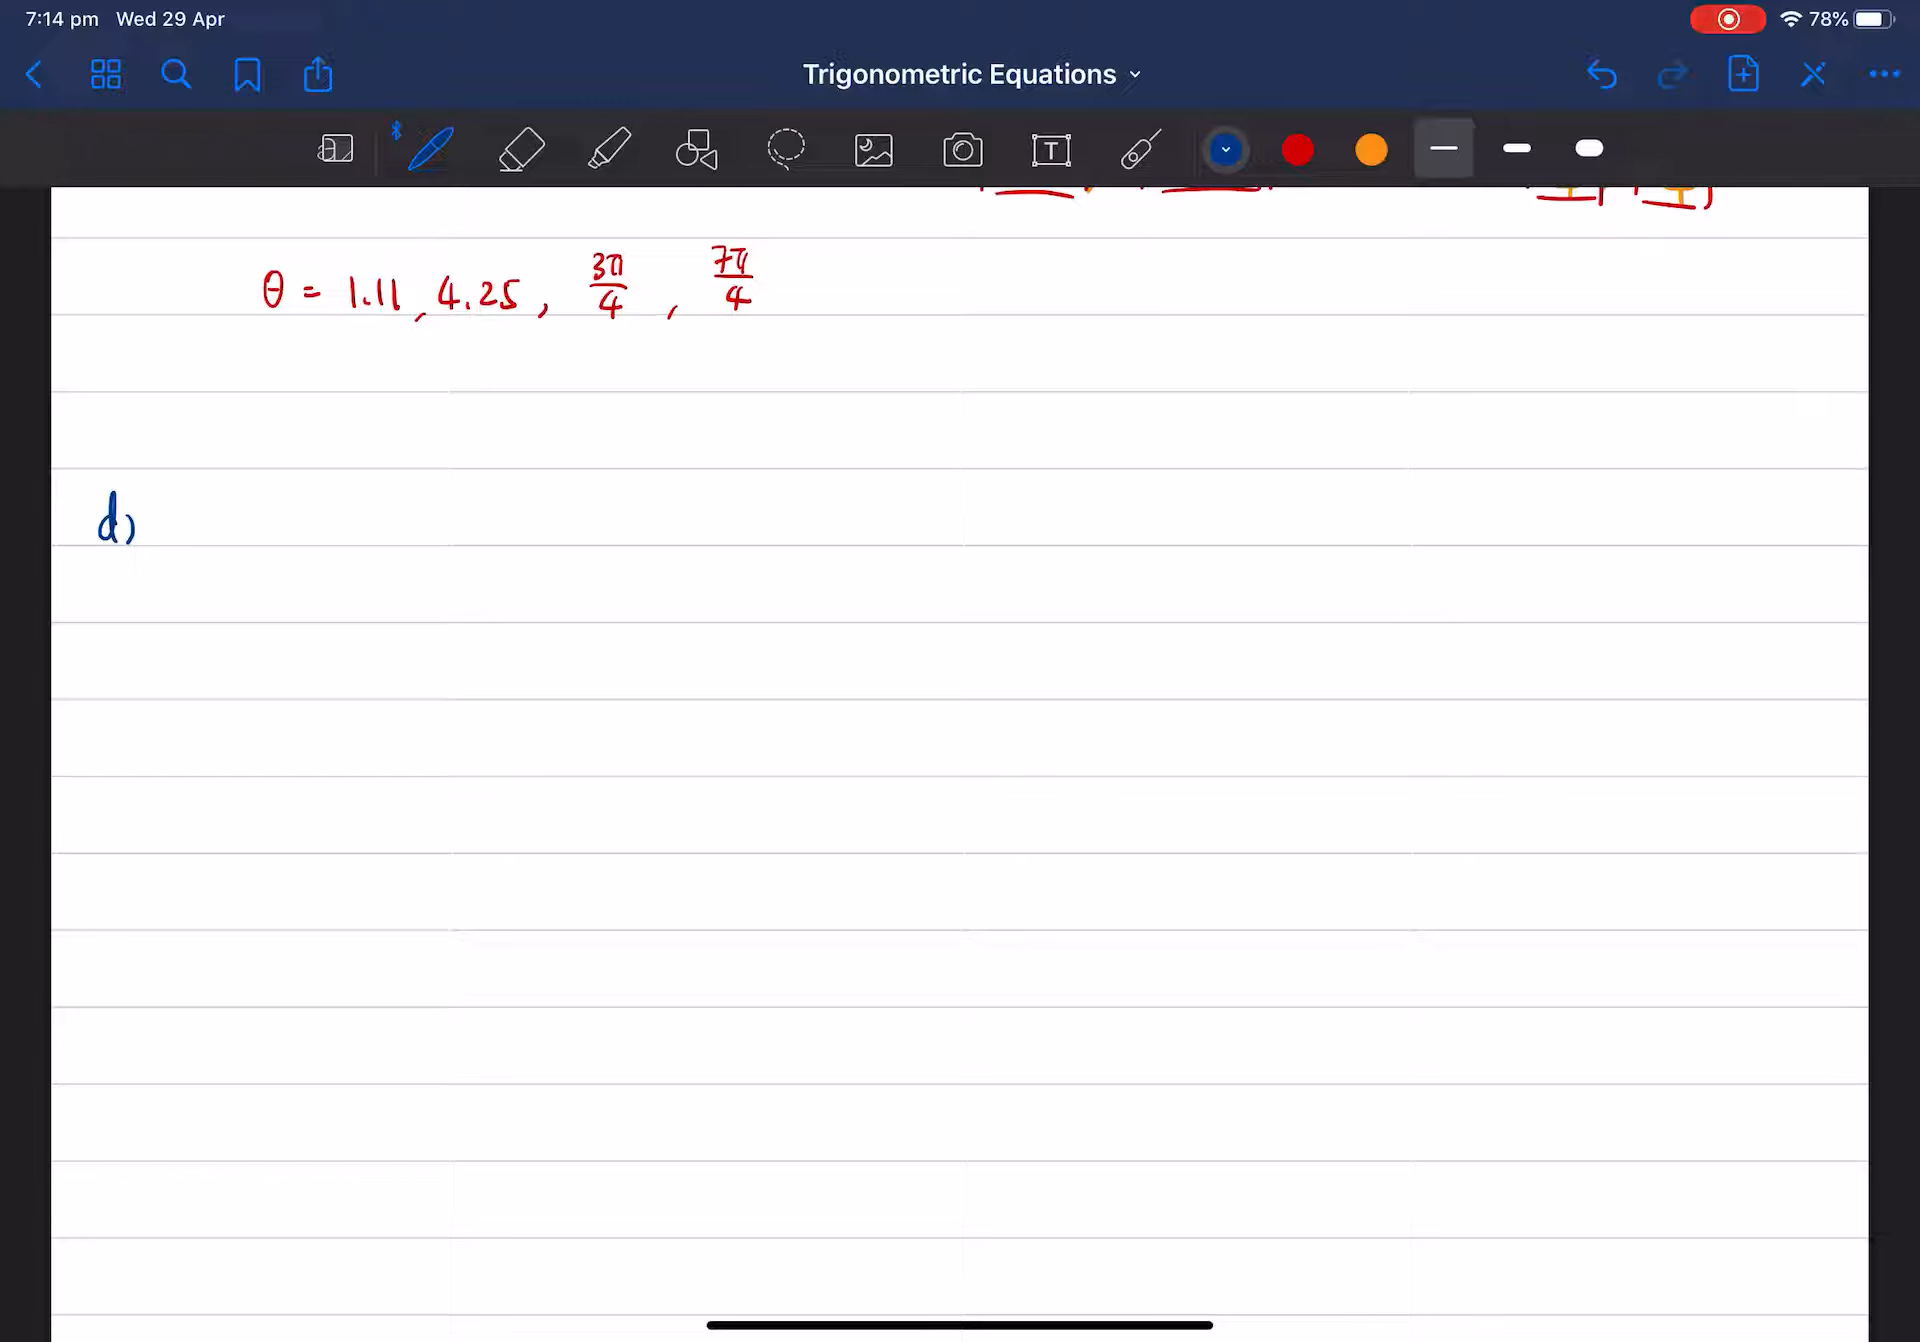 7:14 pm Wed 29 Apr
78%
Trigonometric Equations
θ = 1.11, 4.25, 3π/4, 7π/4
d)